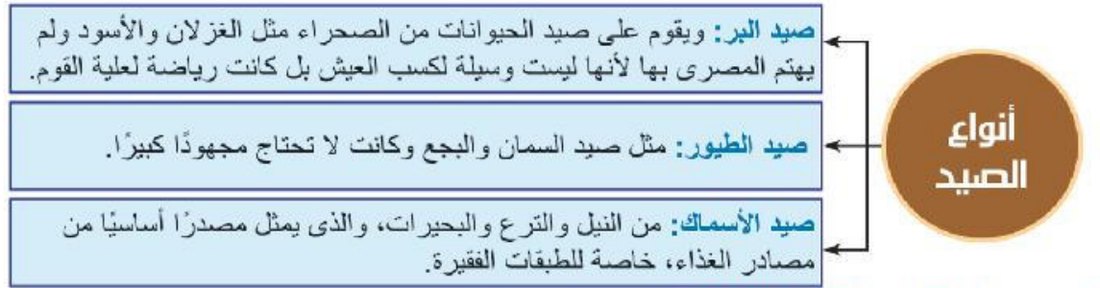 أنواع
الصيد
صيد البر: ويقوم على صيد الحيوانات من الصحراء مثل الغزلان والأسود ولم
يهتم المصرى بها لأنها ليست وسيلة لكسب العيش بل كانت رياضة لعلية القوم.
صيد الطيور: مثل صيد السمان والبجع وكانت لا تحتاج مجهودًا كبيرًا.
صيد الأسماك: من النيل والترع والبحيرات، والذى يمثل مصدرًا أساسيًا من
مصادر الغذاء، خاصة للطبقات الفقيرة.